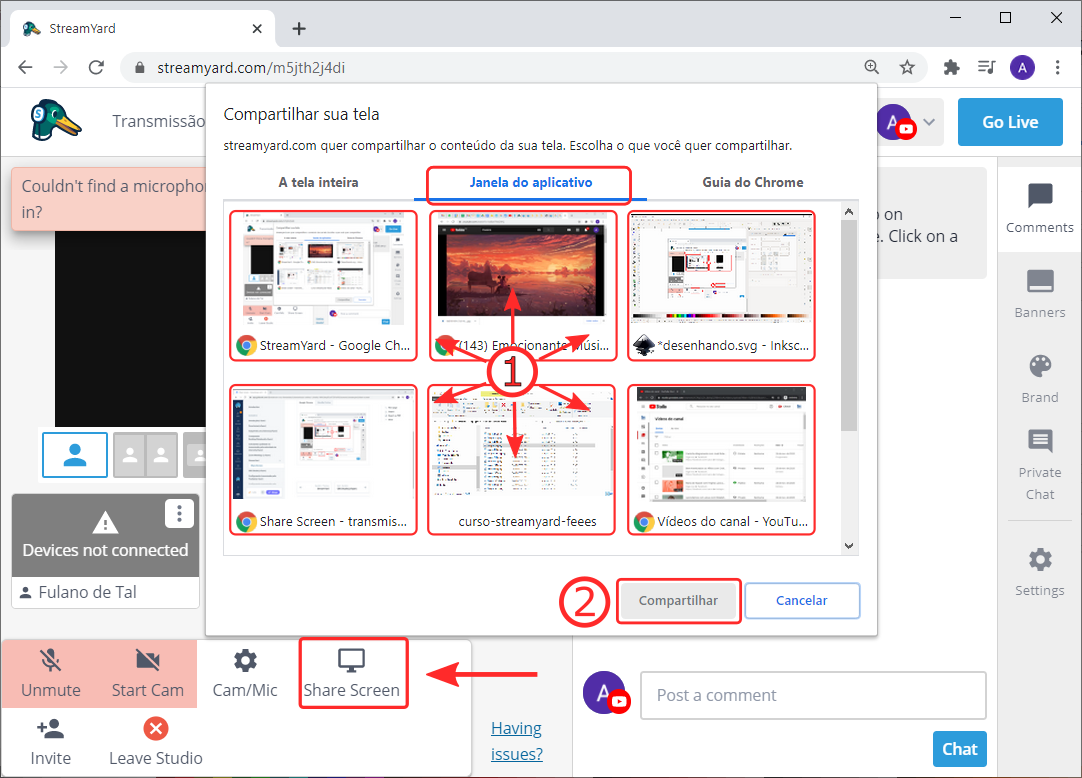 StreamYard
streamyard.com/m5jth2j4di
A
Transmissão
A
Go Live
Compartilhar sua tela
streamyard.com quer compartilhar o conteúdo da sua tela. Escolha o que você quer compartilhar.
A tela inteira
Janela do aplicativo
Guia do Chrome
Couldn't find a micropho
in?
o on
e. Click on a
StreamYard - Google Ch...
(143) Emocionante Músi...
*desenhando.svg - Inksc...
1
Share Screen - transmis...
curso-streamyard-feees
Vídeos do canal - YouTu...
2
Compartilhar
Cancelar
Devices not connected
Fulano de Tal
Comments
Banners
Brand
Private
Chat
Settings
Unmute
Start Cam
Cam/Mic
Share Screen
Invite
Leave Studio
Having
issues?
A
Post a comment
Chat